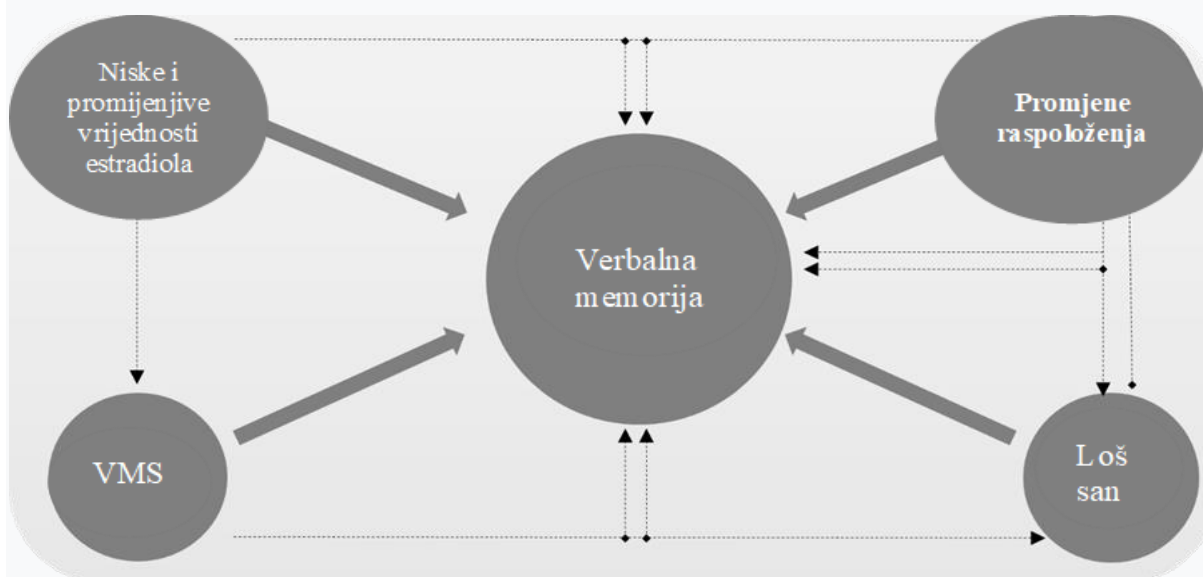 Niske i
promijenjive
vrijednosti
estradiola
Promjene
raspoloženja
Verbalna
memorija
VMS
Loš
san